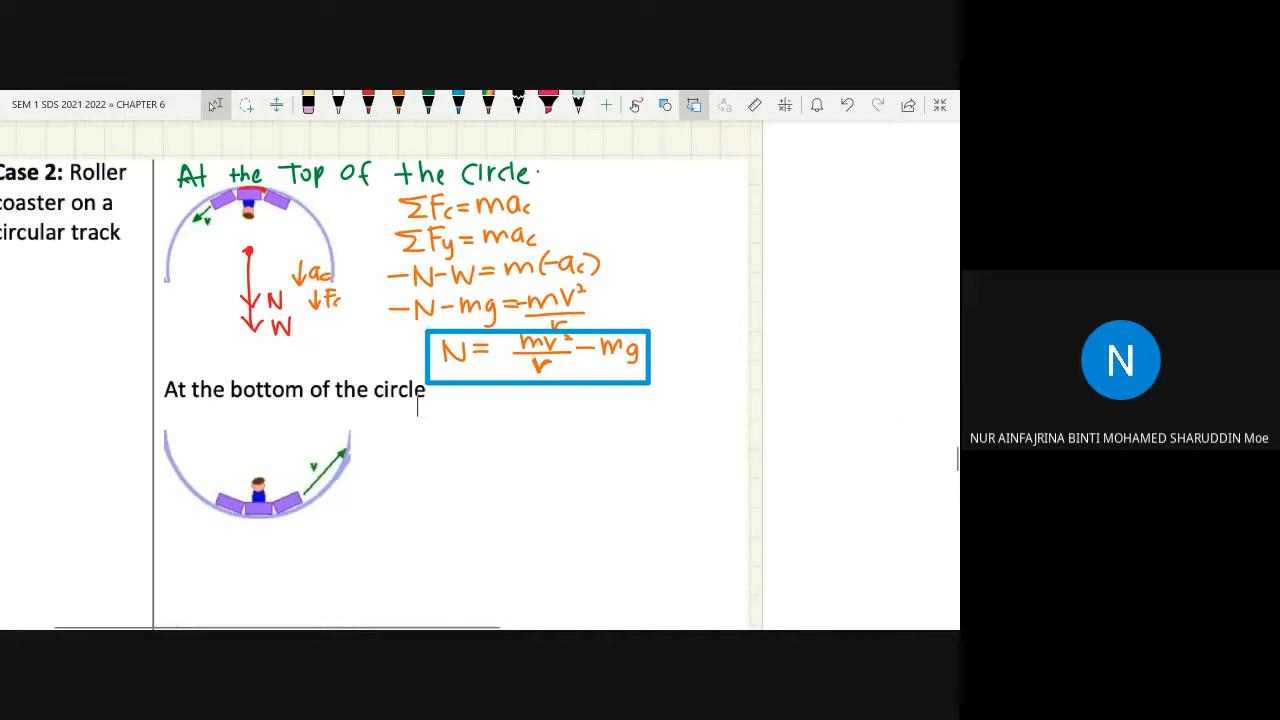 SEM 1 SDS 2021 2022 » CHAPTER 6
Case 2: Roller
coaster on a
circular track
At the Top of the Circle.
v
ac
Fc
N
W
ΣFc = mac
ΣFy = mac
-N-W = m(-ac)
-N-mg = -mv²/r
N = mv²/r - mg
At the bottom of the circle
v
N
NUR AINFAJRINA BINTI MOHAMED SHARUDDIN Moe